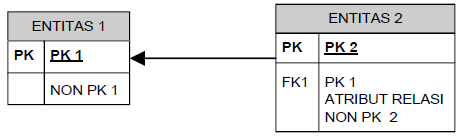 ENTITAS 1
PK PK 1
NON PK 1
ENTITAS 2
PK PK 2
FK1 PK 1
ATRIBUT RELASI
NON PK 2